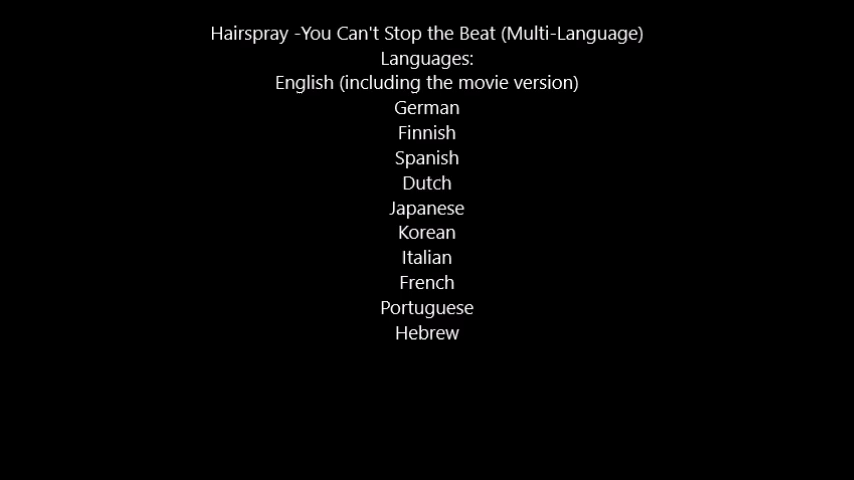 Hairspray -You Can't Stop the Beat (Multi-Language)
Languages:
English (including the movie version)
German
Finnish
Spanish
Dutch
Japanese
Korean
Italian
French
Portuguese
Hebrew